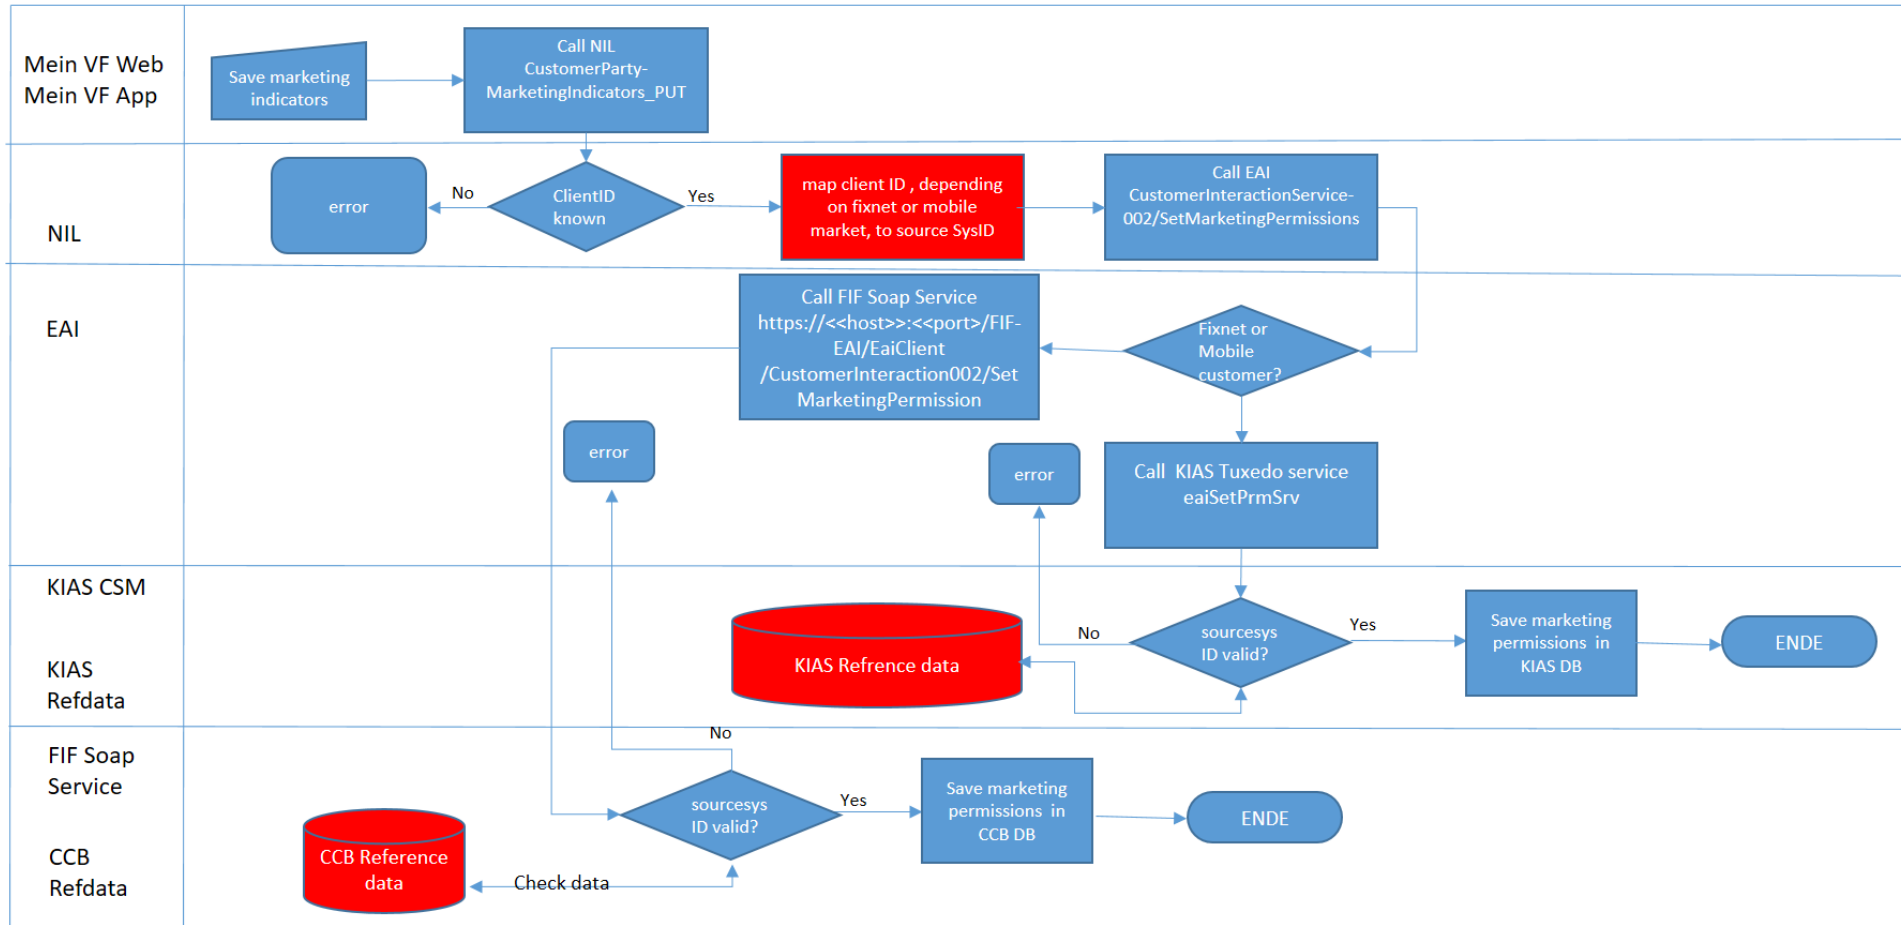 Mein VF Web
Mein VF App
Save marketing
indicators
Call NIL
CustomerParty-
MarketingIndicators_PUT
NIL
error
No
ClientID
known
Yes
map client ID , depending
on fixnet or mobile
market, to source SysID
Call EAI
CustomerInteractionService-
002/SetMarketingPermissions
EAI
Call FIF Soap Service
https://<<host>>:<<port>/FIF-
EAI/EaiClient
/CustomerInteraction002/Set
MarketingPermission
Fixnet or
Mobile
customer?
error
error
Call  KIAS Tuxedo service
eaiSetPrmSrv
KIAS CSM
KIAS
Refdata
KIAS Refrence data
No
sourcesys
ID valid?
Yes
Save marketing
permissions  in
KIAS DB
ENDE
FIF Soap
Service
CCB
Refdata
No
sourcesys
ID valid?
Yes
Save marketing
permissions  in
CCB DB
ENDE
CCB Reference
data
Check data